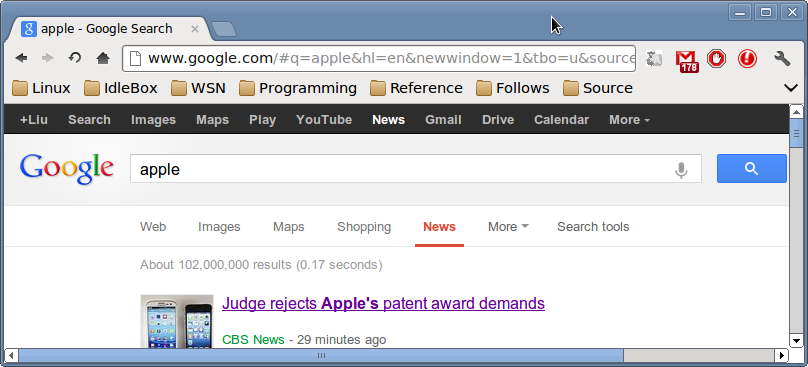 apple - Google Search
www.google.com/#q=apple&hl=en&newwindow=1&tbo=u&source
178
Linux IdleBox WSN Programming Reference Follows Source
+Liu Search Images Maps Play YouTube News Gmail Drive Calendar More
Google apple
Web Images Maps Shopping News More Search tools
About 102,000,000 results (0.17 seconds)
Judge rejects Apple's patent award demands
CBS News - 29 minutes ago